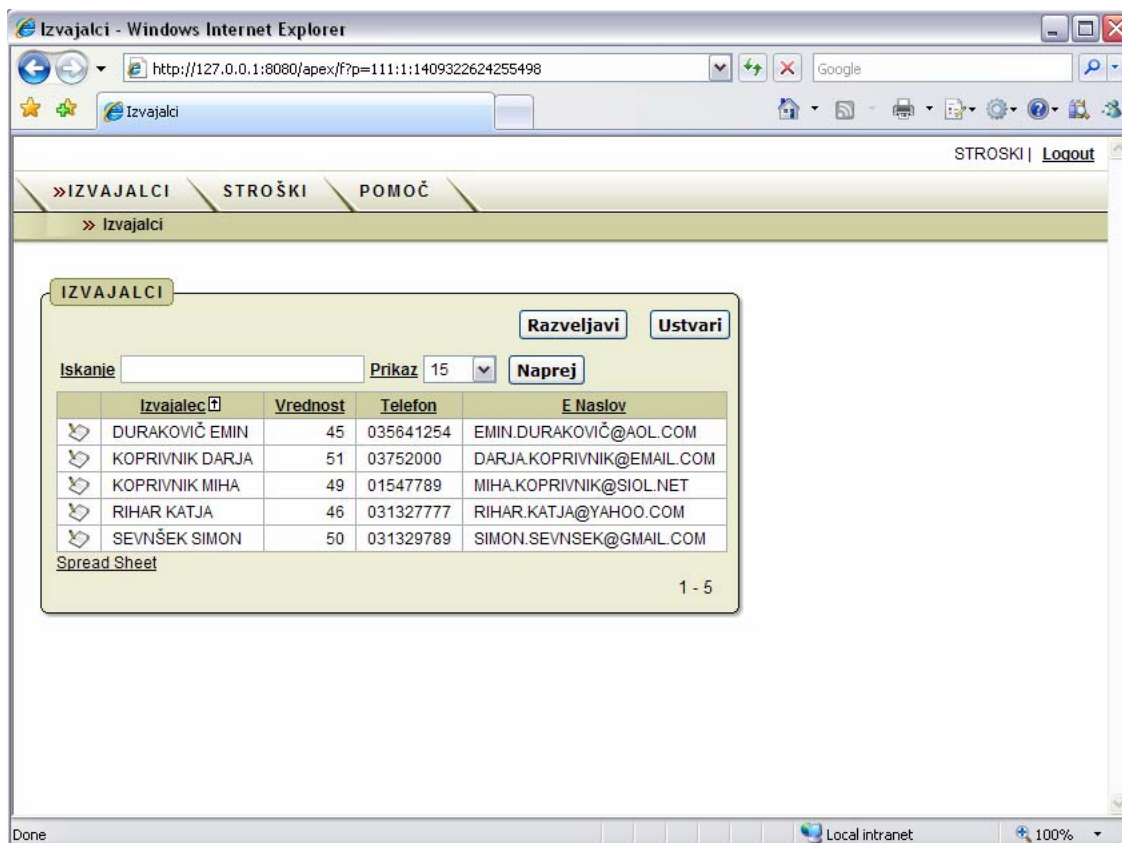 Izvajalci - Windows Internet Explorer
http://127.0.0.1:8080/apex/f?p=111:1:1409322624255498
Google
Izvajalci
STROSKI | Logout
»IZVAJALCI STROŠKI POMOČ
» Izvajalci
IZVAJALCI
Razveljavi Ustvari
Iskanje Prikaz 15 Naprej
Izvajalec Vrednost Telefon E Naslov
DURAKOVIČ EMIN 45 035641254 EMIN.DURAKOVIČ@AOL.COM
KOPRIVNIK DARJA 51 03752000 DARJA.KOPRIVNIK@EMAIL.COM
KOPRIVNIK MIHA 49 01547789 MIHA.KOPRIVNIK@SIOL.NET
RIHAR KATJA 46 031327777 RIHAR.KATJA@YAHOO.COM
SEVNŠEK SIMON 50 031329789 SIMON.SEVNSEK@GMAIL.COM
Spread Sheet
1 - 5
Done Local intranet 100%